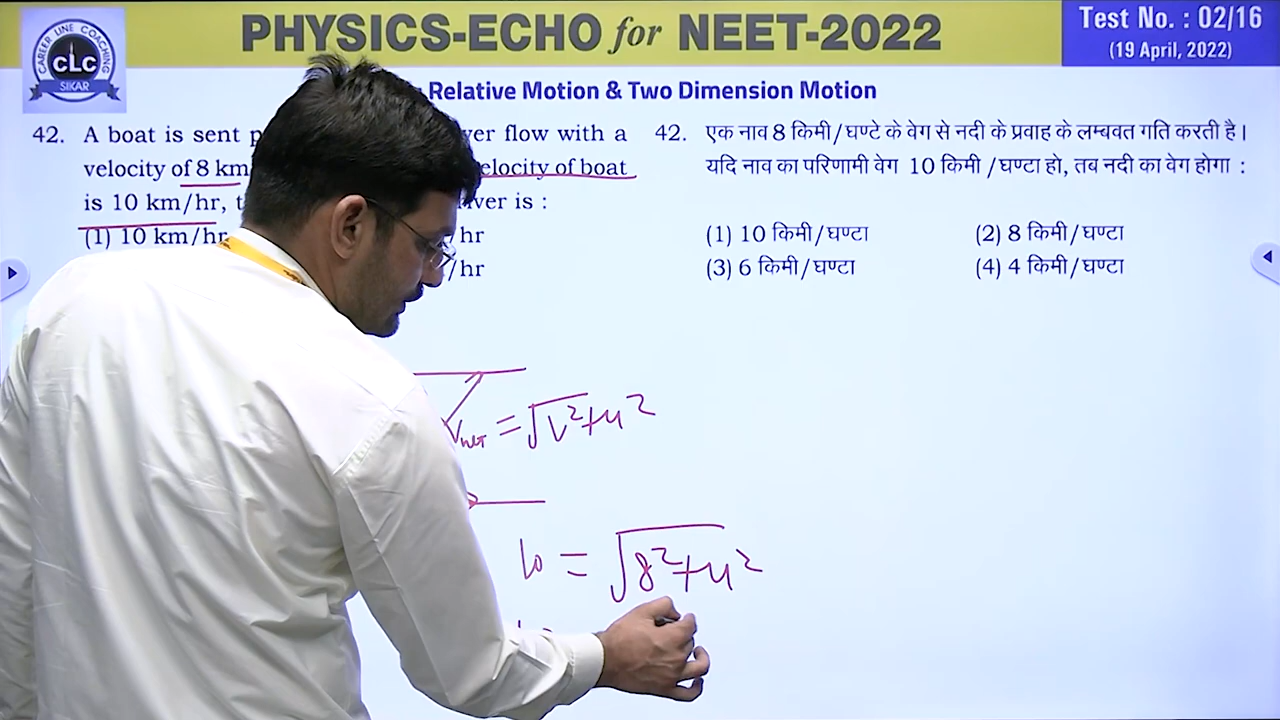 PHYSICS-ECHO for NEET-2022
Test No. : 02/16
(19 April, 2022)
CAREER LINE COACHING
CLC
SIKAR
Relative Motion & Two Dimension Motion
42. A boat is sent flow with a
velocity of 8 km velocity of boat
is 10 km/hr, is :
(1) 10 km/hr hr
/hr
42. एक नाव 8 किमी/घण्टे के वेग से नदी के प्रवाह के लम्बवत गति करती है।
यदि नाव का परिणामी वेग 10 किमी /घण्टा हो, तब नदी का वेग होगा :
(1) 10 किमी/घण्टा (2) 8 किमी/घण्टा
(3) 6 किमी/घण्टा (4) 4 किमी/घण्टा
Vnet = √v²+u²
10 = √8²+u²